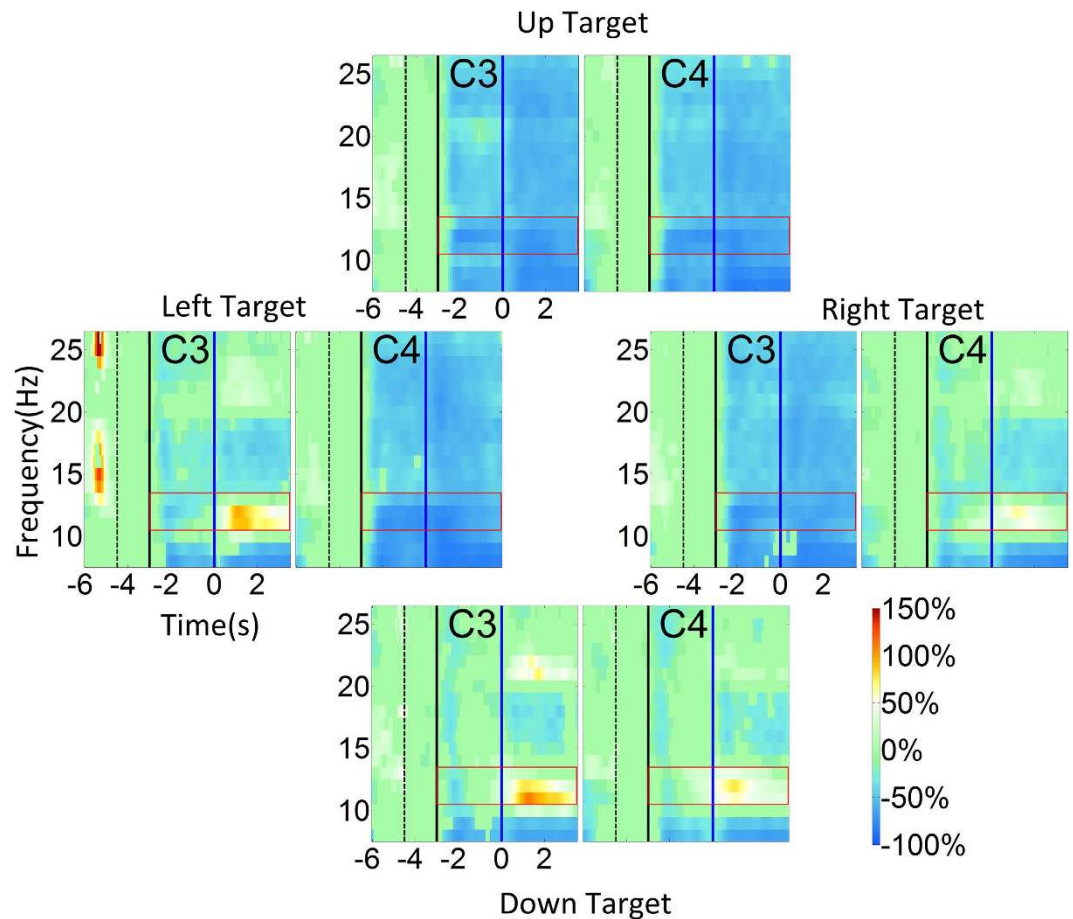 Up Target
C3 C4
25
20
15
10
-6 -4 -2 0 2
Left Target
Right Target
C3 C4
C3 C4
25
20
15
10
Frequency(Hz)
-6 -4 -2 0 2
-6 -4 -2 0 2
Time(s)
C3 C4
25
20
15
10
-6 -4 -2 0 2
150%
100%
50%
0%
-50%
-100%
Down Target